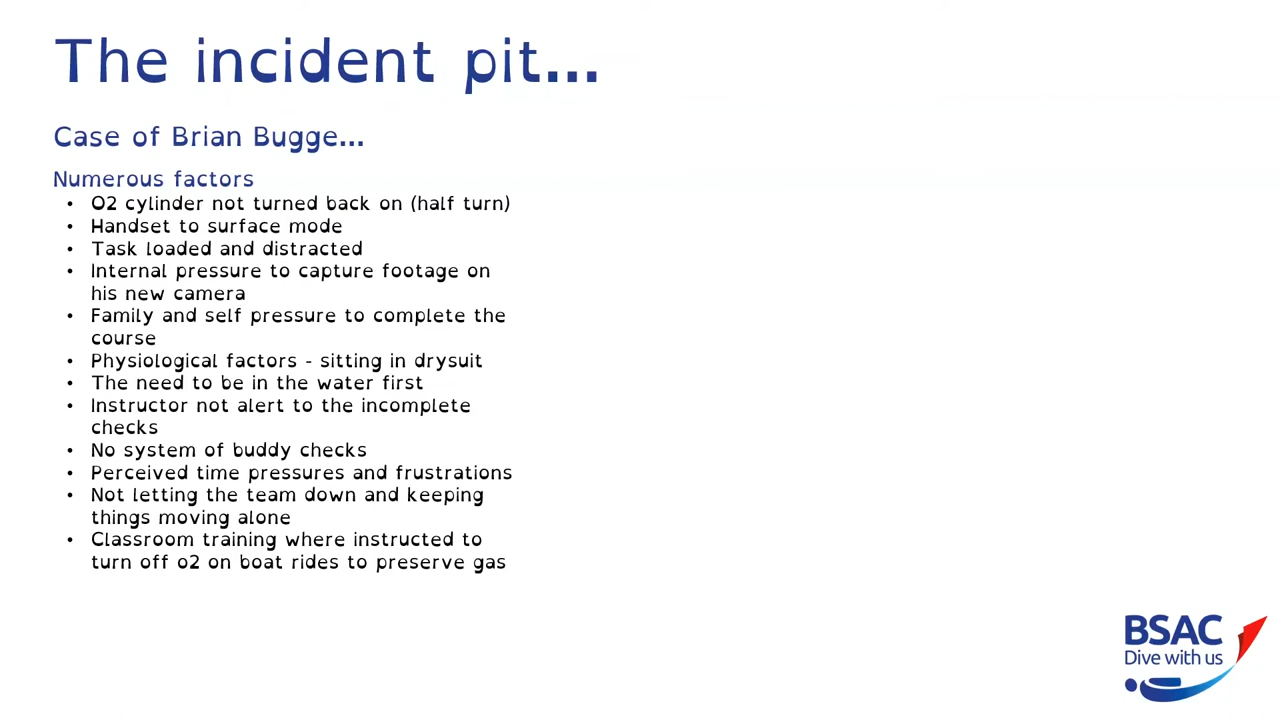 The incident pit...
Case of Brian Bugge...
Numerous factors
• O2 cylinder not turned back on (half turn)
• Handset to surface mode
• Task loaded and distracted
• Internal pressure to capture footage on
his new camera
• Family and self pressure to complete the
course
• Physiological factors - sitting in drysuit
• The need to be in the water first
• Instructor not alert to the incomplete
checks
• No system of buddy checks
• Perceived time pressures and frustrations
• Not letting the team down and keeping
things moving alone
• Classroom training where instructed to
turn off o2 on boat rides to preserve gas
BSAC
Dive with us